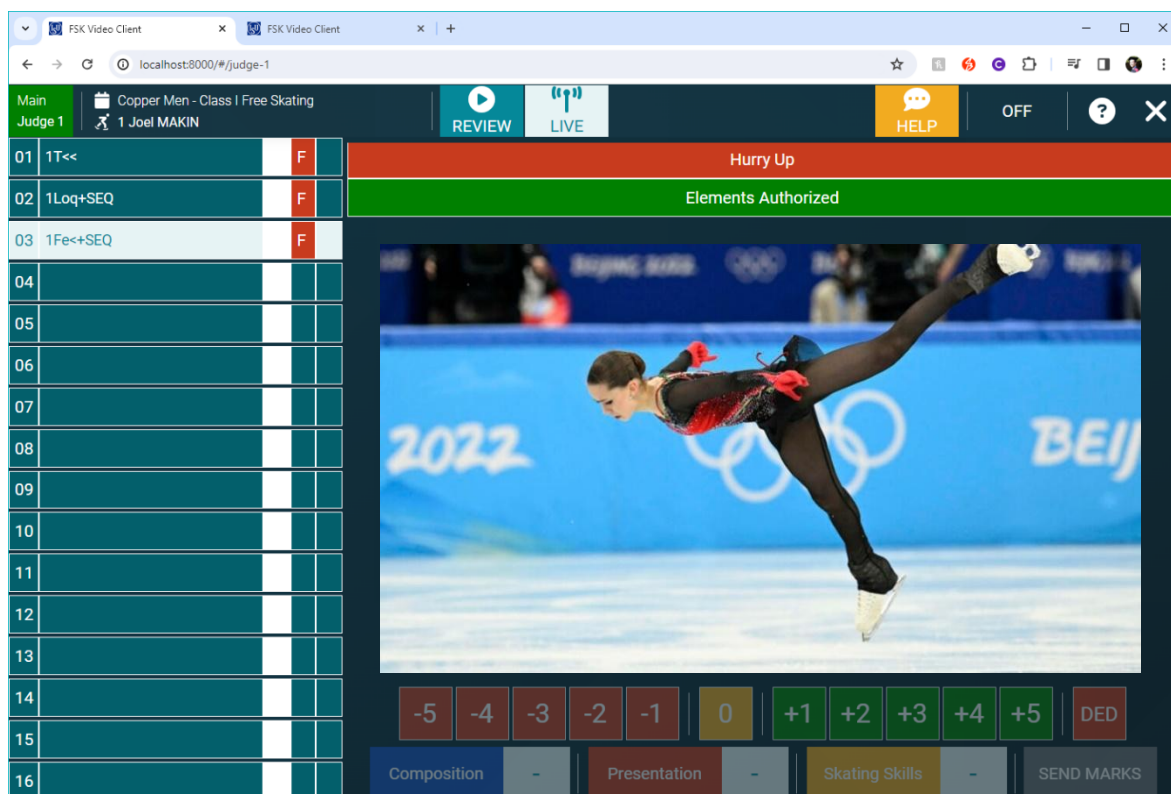 FSK Video Client
FSK Video Client
localhost:8000/#/judge-1
Main
Judge 1
Copper Men - Class I Free Skating
1 Joel MAKIN
REVIEW
LIVE
HELP
OFF
?
01 1T<< F
02 1Loq+SEQ F
03 1Fe<+SEQ F
04
05
06
07
08
09
10
11
12
13
14
15
16
Hurry Up
Elements Authorized
BEIJING 2022
2022
BEIJ
-5 -4 -3 -2 -1 0 +1 +2 +3 +4 +5 DED
Composition - Presentation - Skating Skills - SEND MARKS